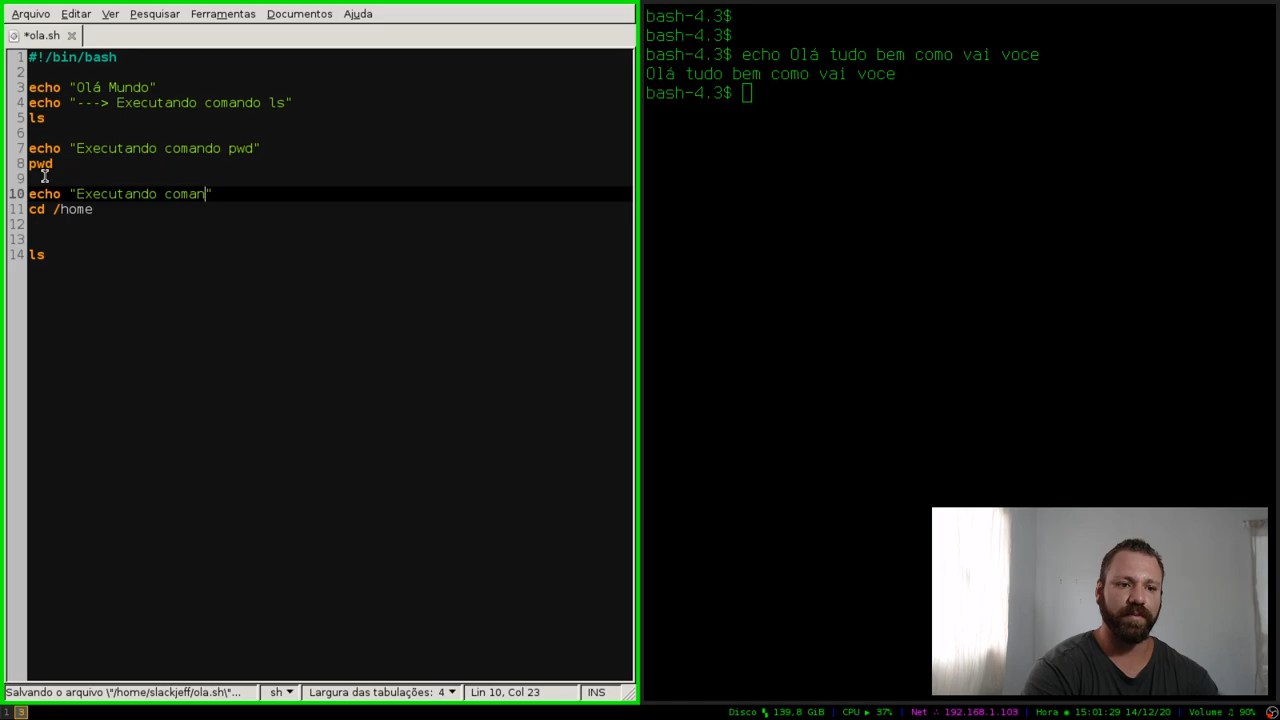 Arquivo Editar Ver Pesquisar Ferramentas Documentos Ajuda
*ola.sh
1 #!/bin/bash
2
3 echo "Olá Mundo"
4 echo "---> Executando comando ls"
5 ls
6
7 echo "Executando comando pwd"
8 pwd
9
10 echo "Executando coman"
11 cd /home
12
13
14 ls
Salvando o arquivo \"/home/slackjeff/ola.sh\"... sh Largura das tabulações: 4 Lin 10, Col 23 INS
bash-4.3$
bash-4.3$
bash-4.3$ echo Olá tudo bem como vai voce
Olá tudo bem como vai voce
bash-4.3$
1 3 Disco 139,8 GiB | CPU ▶ 37% | Net 192.168.1.103 | Hora 15:01:29 14/12/20 | Volume ♫ 90%